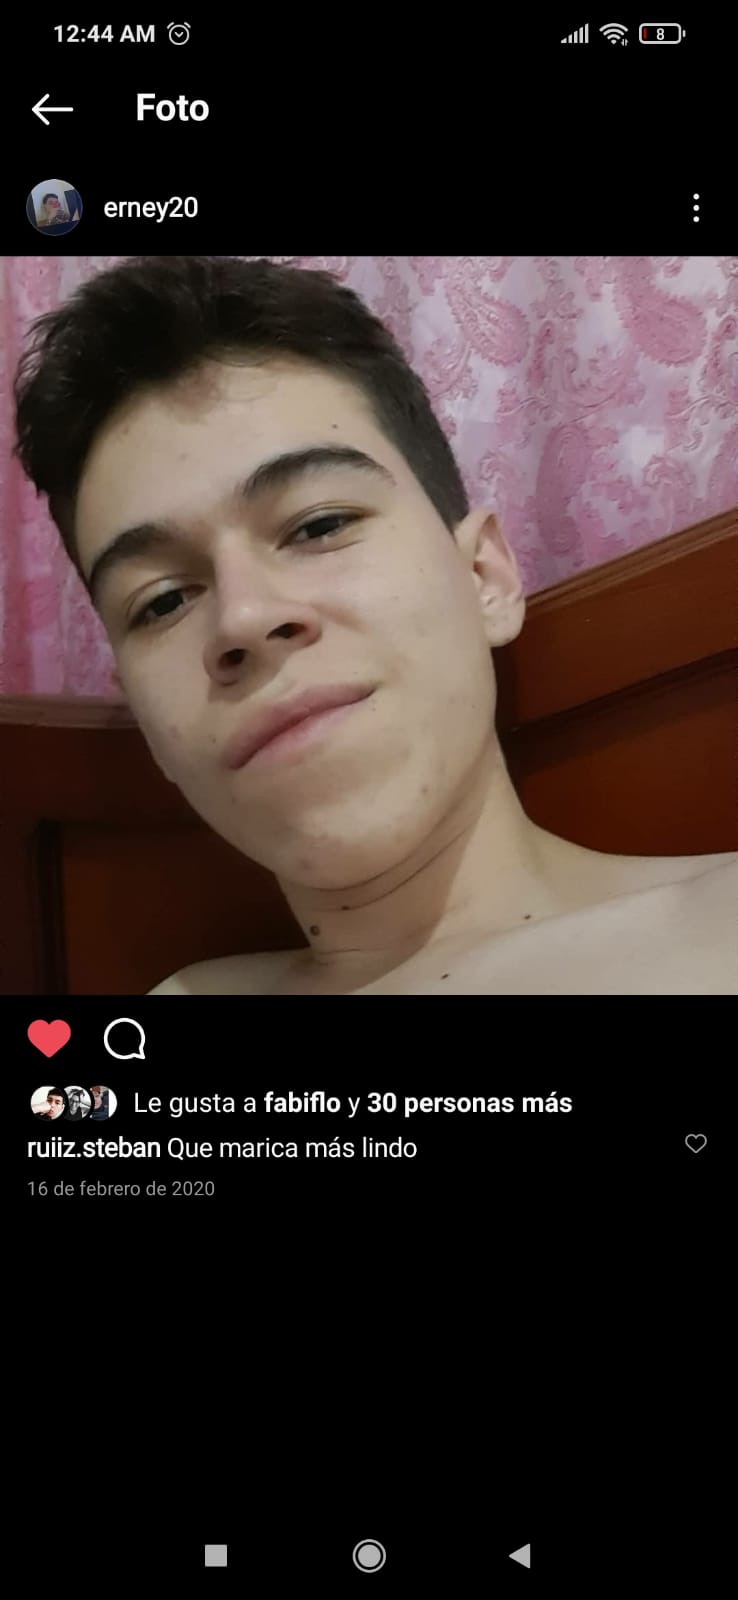 12:44 AM
8
Foto
erney20
Le gusta a fabiflo y 30 personas más
ruiiz.steban Que marica más lindo
16 de febrero de 2020